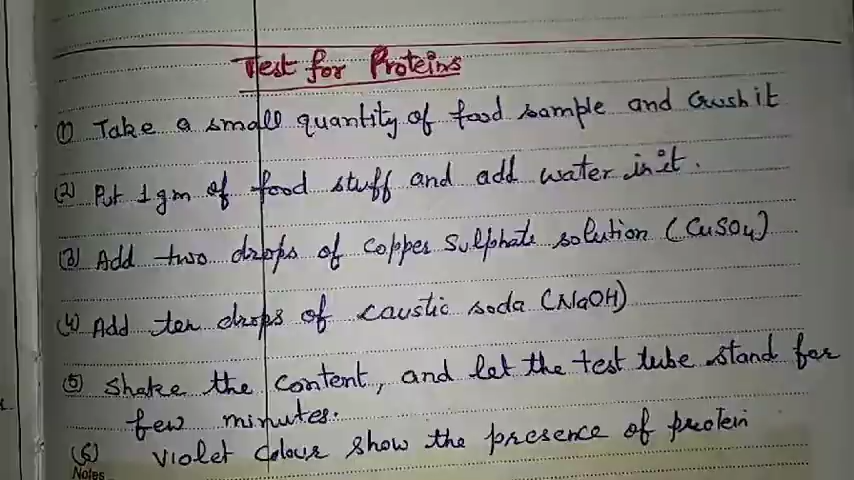 Test for Proteins
(1) Take a small quantity of food sample and Crush it
(2) Put 1 gm of food stuff and add water in it.
(3) Add two drops of Copper Sulphate solution (CuSO4)
(4) Add ten drops of caustic soda (NaOH)
(5) Shake the content, and let the test tube stand for
few minutes.
(6) Violet Colour show the presence of protein
Notes